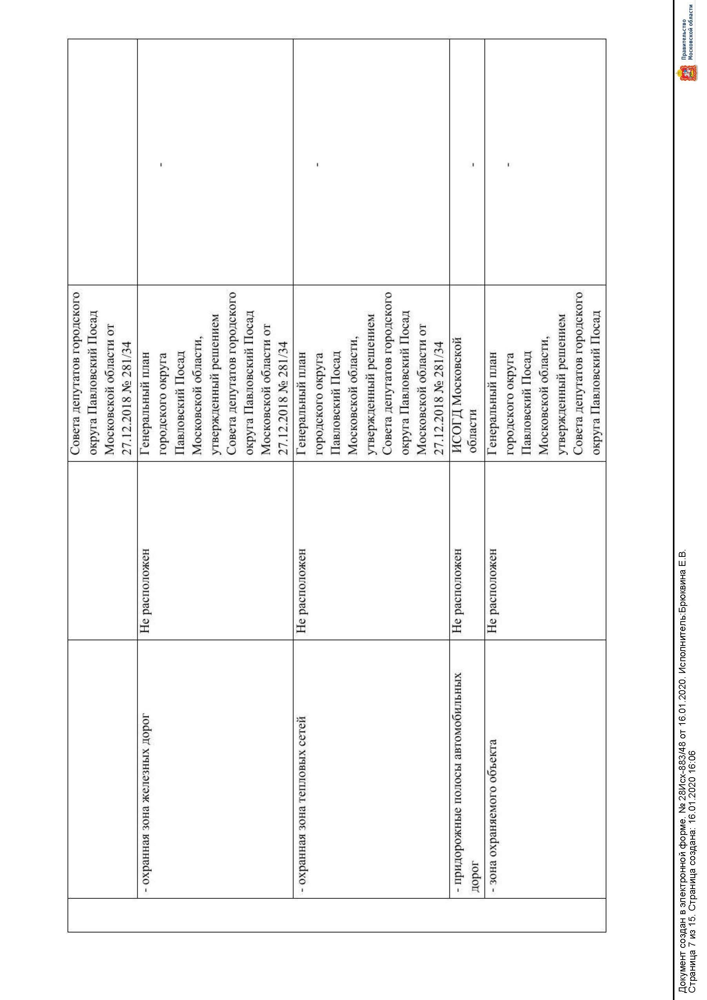 Совета депутатов городского
округа Павловский Посад
Московской области от
27.12.2018 № 281/34
- охранная зона железных дорог
Не расположен
Генеральный план
городского округа
Павловский Посад
Московской области,
утвержденный решением
Совета депутатов городского
округа Павловский Посад
Московской области от
27.12.2018 № 281/34
-
- охранная зона тепловых сетей
Не расположен
Генеральный план
городского округа
Павловский Посад
Московской области,
утвержденный решением
Совета депутатов городского
округа Павловский Посад
Московской области от
27.12.2018 № 281/34
-
- придорожные полосы автомобильных
дорог
Не расположен
ИСОГД Московской
области
-
- зона охраняемого объекта
Не расположен
Генеральный план
городского округа
Павловский Посад
Московской области,
утвержденный решением
Совета депутатов городского
округа Павловский Посад
-
Документ создан в электронной форме. № 28Исх-883/48 от 16.01.2020. Исполнитель:Брюквина Е.В.
Страница 7 из 15. Страница создана: 16.01.2020 16:06
Правительство
Московской области